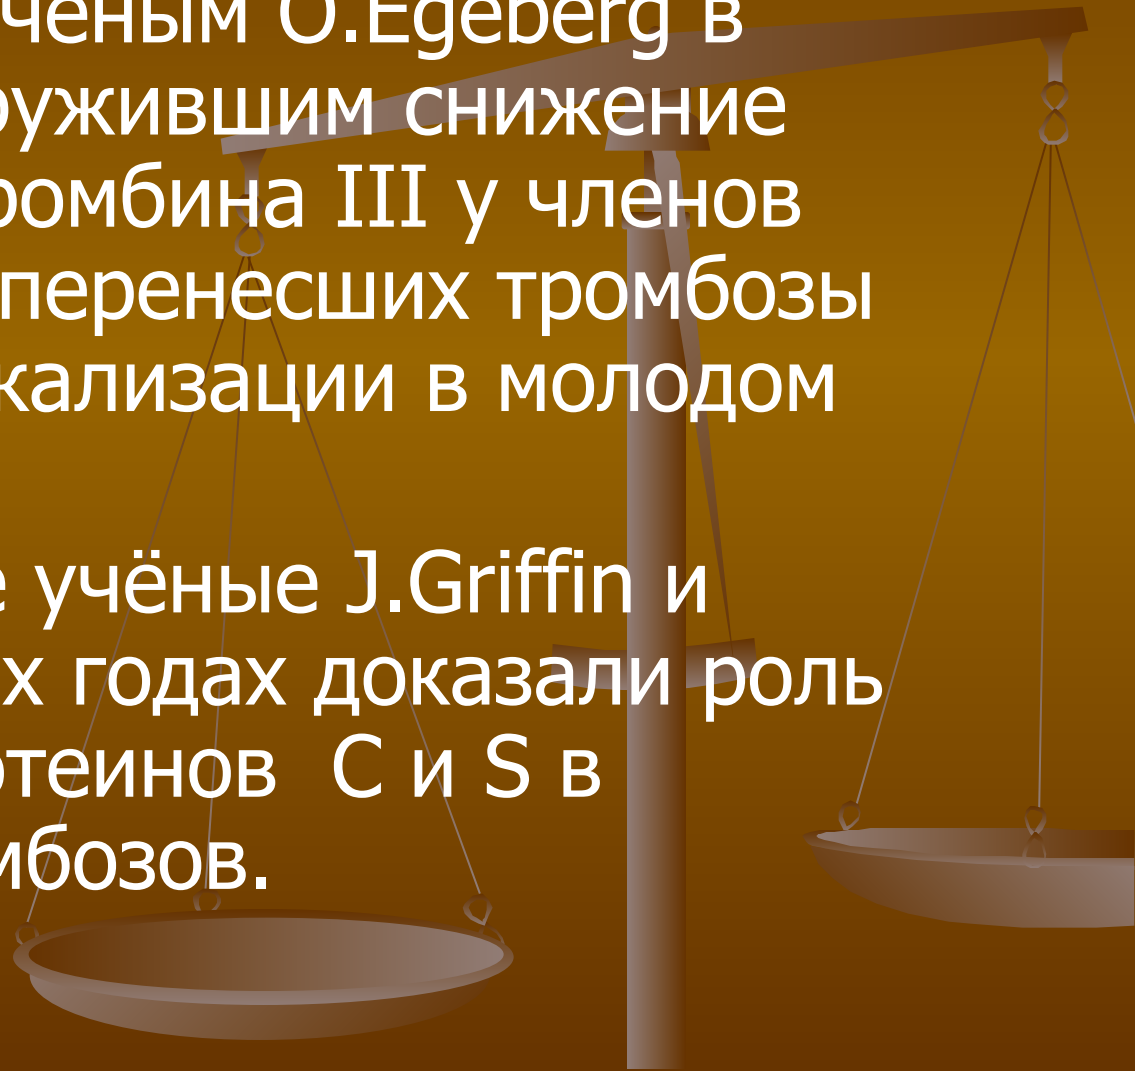 чёным O.Egeberg в
ружившим снижение
ромбина III у членов
перенесших тромбозы
кализации в молодом
е учёные J.Griffin и
х годах доказали роль
отеинов C и S в
мбозов.